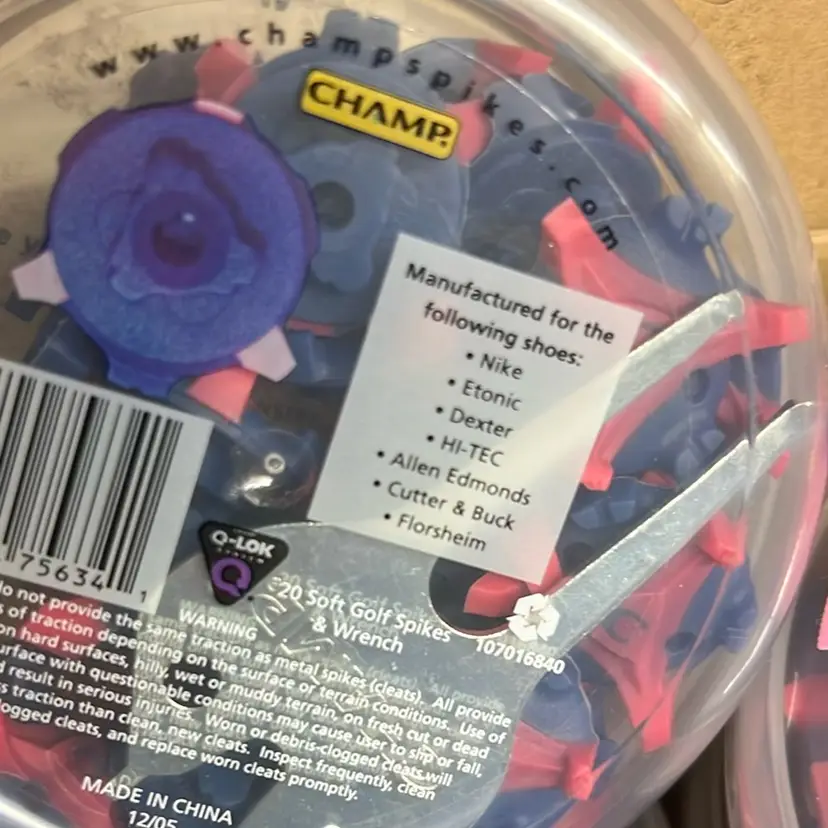 www.champspikes.com
CHAMP.
Manufactured for the
following shoes:
• Nike
• Etonic
• Dexter
• HI-TEC
• Allen Edmonds
• Cutter & Buck
• Florsheim
75634 1
Q-LOK
SYSTEM
Q
20 Soft Golf Spikes
& Wrench
107016840
WARNING
do not provide the same traction as metal spikes (cleats). All provide
of traction depending on the surface or terrain conditions. Use of
on hard surfaces, hilly, wet or muddy terrain, on fresh cut or dead
surface with questionable conditions may cause user to slip or fall,
result in serious injuries. Worn or debris-clogged cleats will
traction than clean, new cleats. Inspect frequently, clean
clogged cleats, and replace worn cleats promptly.
MADE IN CHINA
12/05